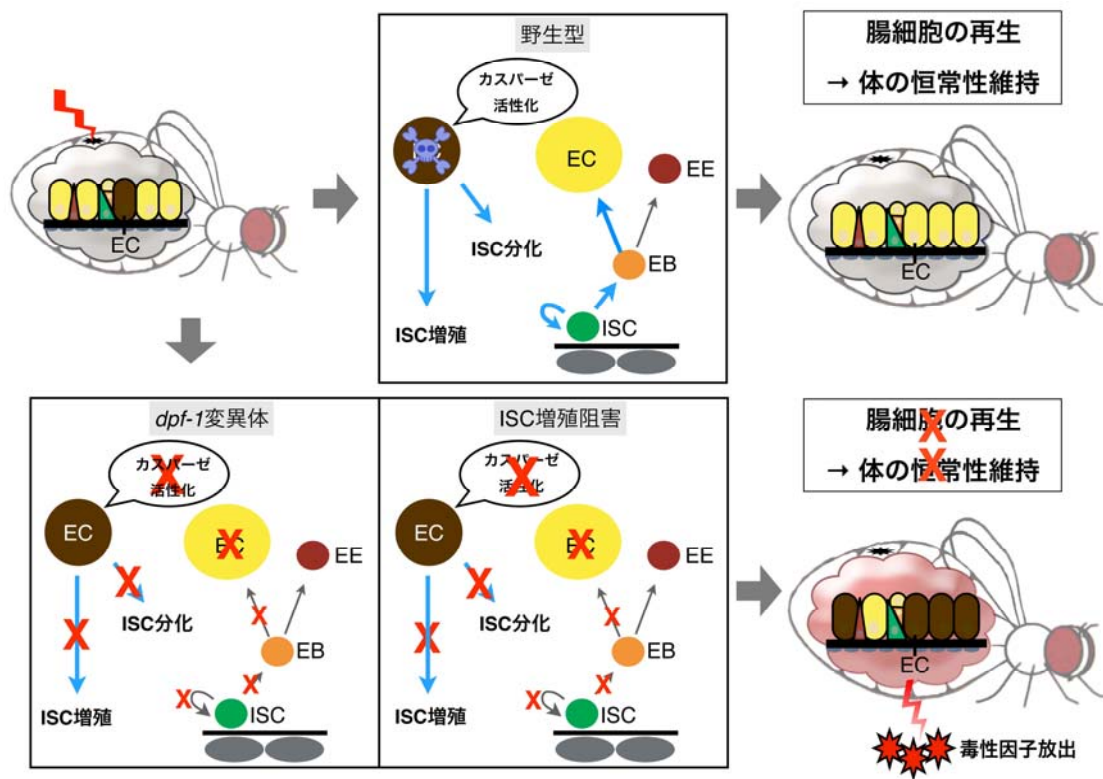 野生型
カスパーゼ
活性化
EC
EE
ISC分化
EB
ISC増殖
ISC
EC
腸細胞の再生
→ 体の恒常性維持
EC
dpf-1変異体
カスパーゼ
活性化
EC
EC
EE
ISC分化
EB
ISC増殖
ISC
ISC増殖阻害
カスパーゼ
活性化
EC
EC
EE
ISC分化
EB
ISC増殖
ISC
腸細胞の再生
→ 体の恒常性維持
EC
毒性因子放出